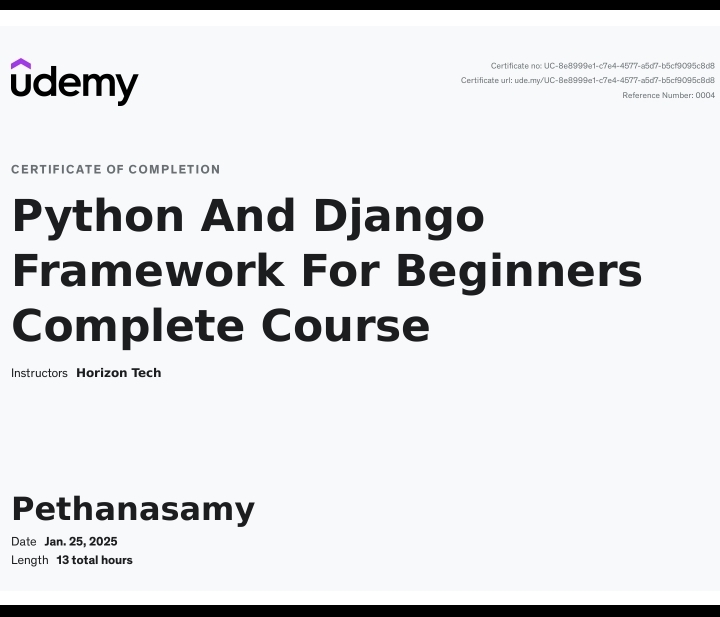 udemy
Certificate no: UC-8e8999e1-c7e4-4577-a5d7-b5cf9095c8d8
Certificate url: ude.my/UC-8e8999e1-c7e4-4577-a5d7-b5cf9095c8d8
Reference Number: 0004
CERTIFICATE OF COMPLETION
Python And Django
Framework For Beginners
Complete Course
Instructors Horizon Tech
Pethanasamy
Date Jan. 25, 2025
Length 13 total hours